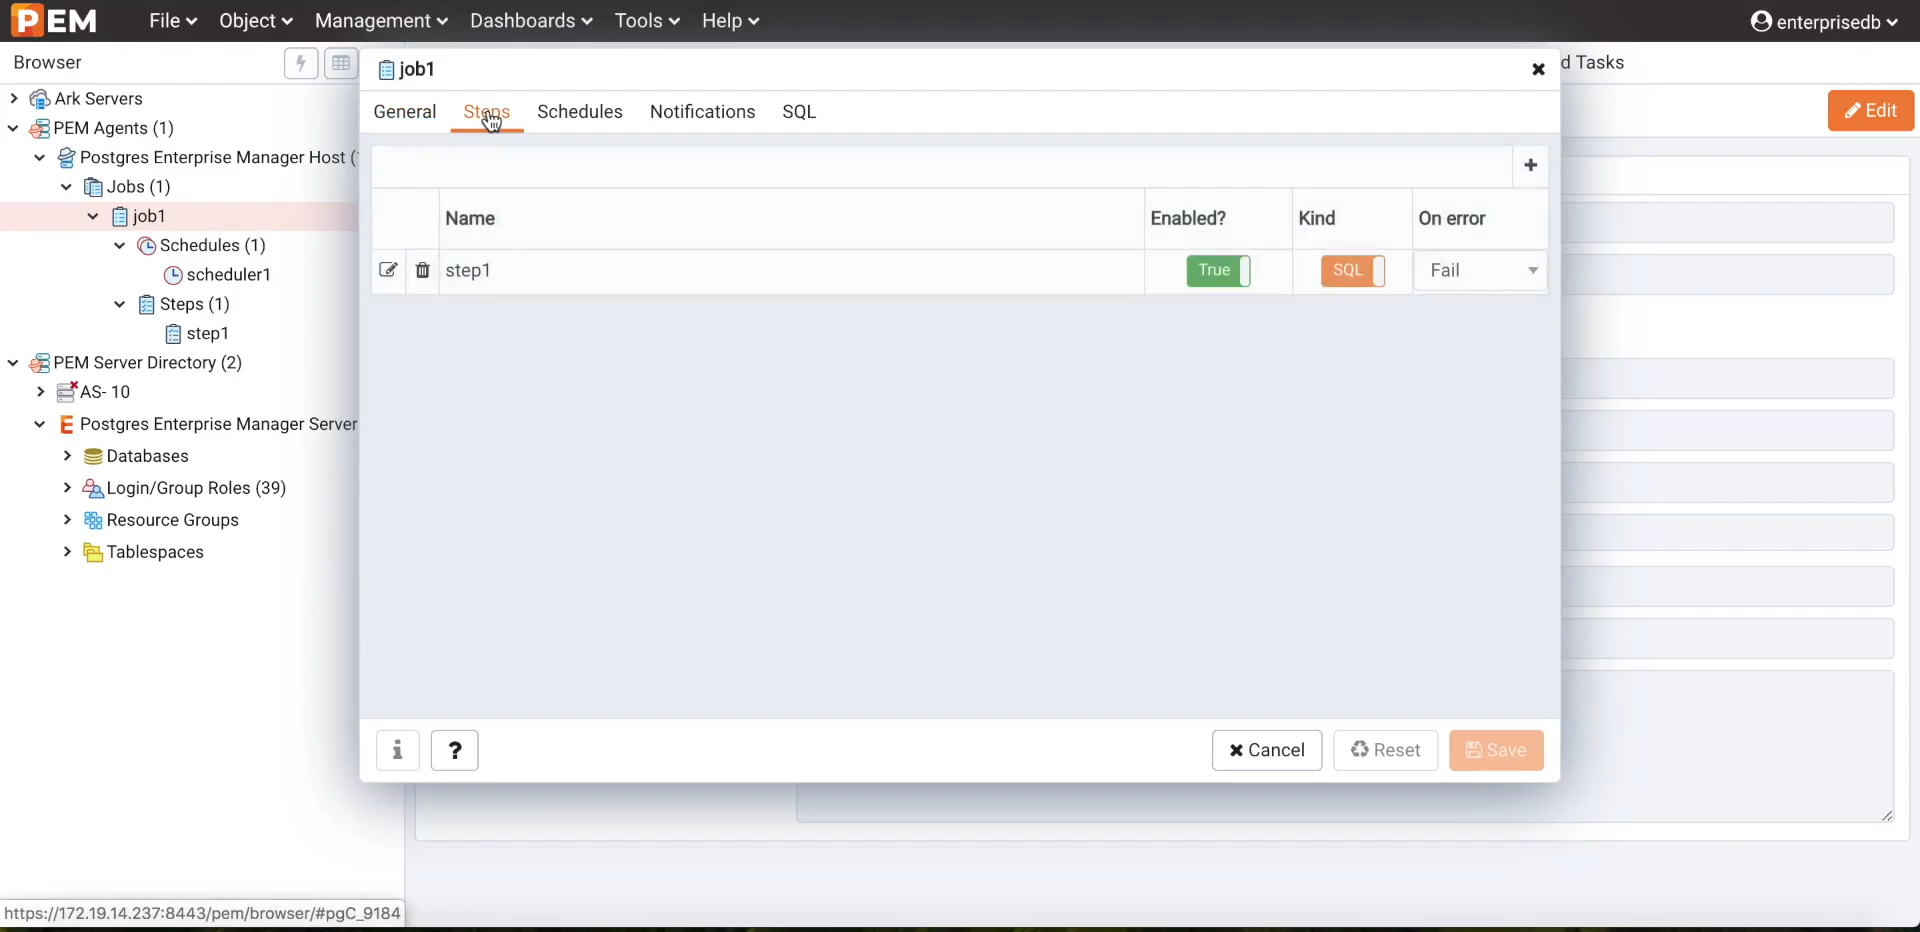 PEM File Object Management Dashboards Tools Help enterprisedb
Browser
d Tasks
Ark Servers
PEM Agents (1)
Postgres Enterprise Manager Host (
Jobs (1)
job1
Schedules (1)
scheduler1
Steps (1)
step1
PEM Server Directory (2)
AS- 10
Postgres Enterprise Manager Server
Databases
Login/Group Roles (39)
Resource Groups
Tablespaces
Edit
job1
General Steps Schedules Notifications SQL
Name Enabled? Kind On error
step1 True SQL Fail
? Cancel Reset Save
https://172.19.14.237:8443/pem/browser/#pgC_9184